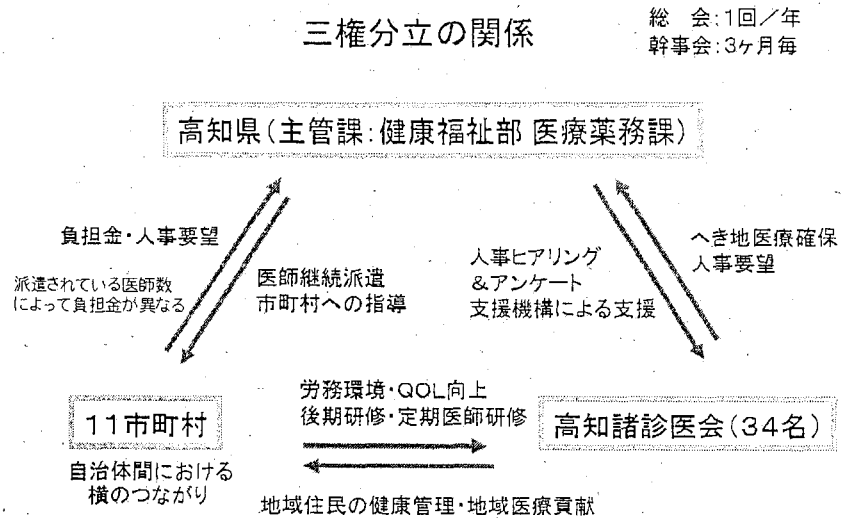 三権分立の関係
総 会:1回/年
幹事会:3ヶ月毎
高知県(主管課:健康福祉部 医療薬務課)
負担金・人事要望
派遣されている医師数
によって負担金が異なる
医師継続派遣
市町村への指導
人事ヒアリング
&アンケート
支援機構による支援
へき地医療確保
人事要望
11市町村
自治体間における
横のつながり
労務環境・QOL向上
後期研修・定期医師研修
高知諸診医会(34名)
地域住民の健康管理・地域医療貢献